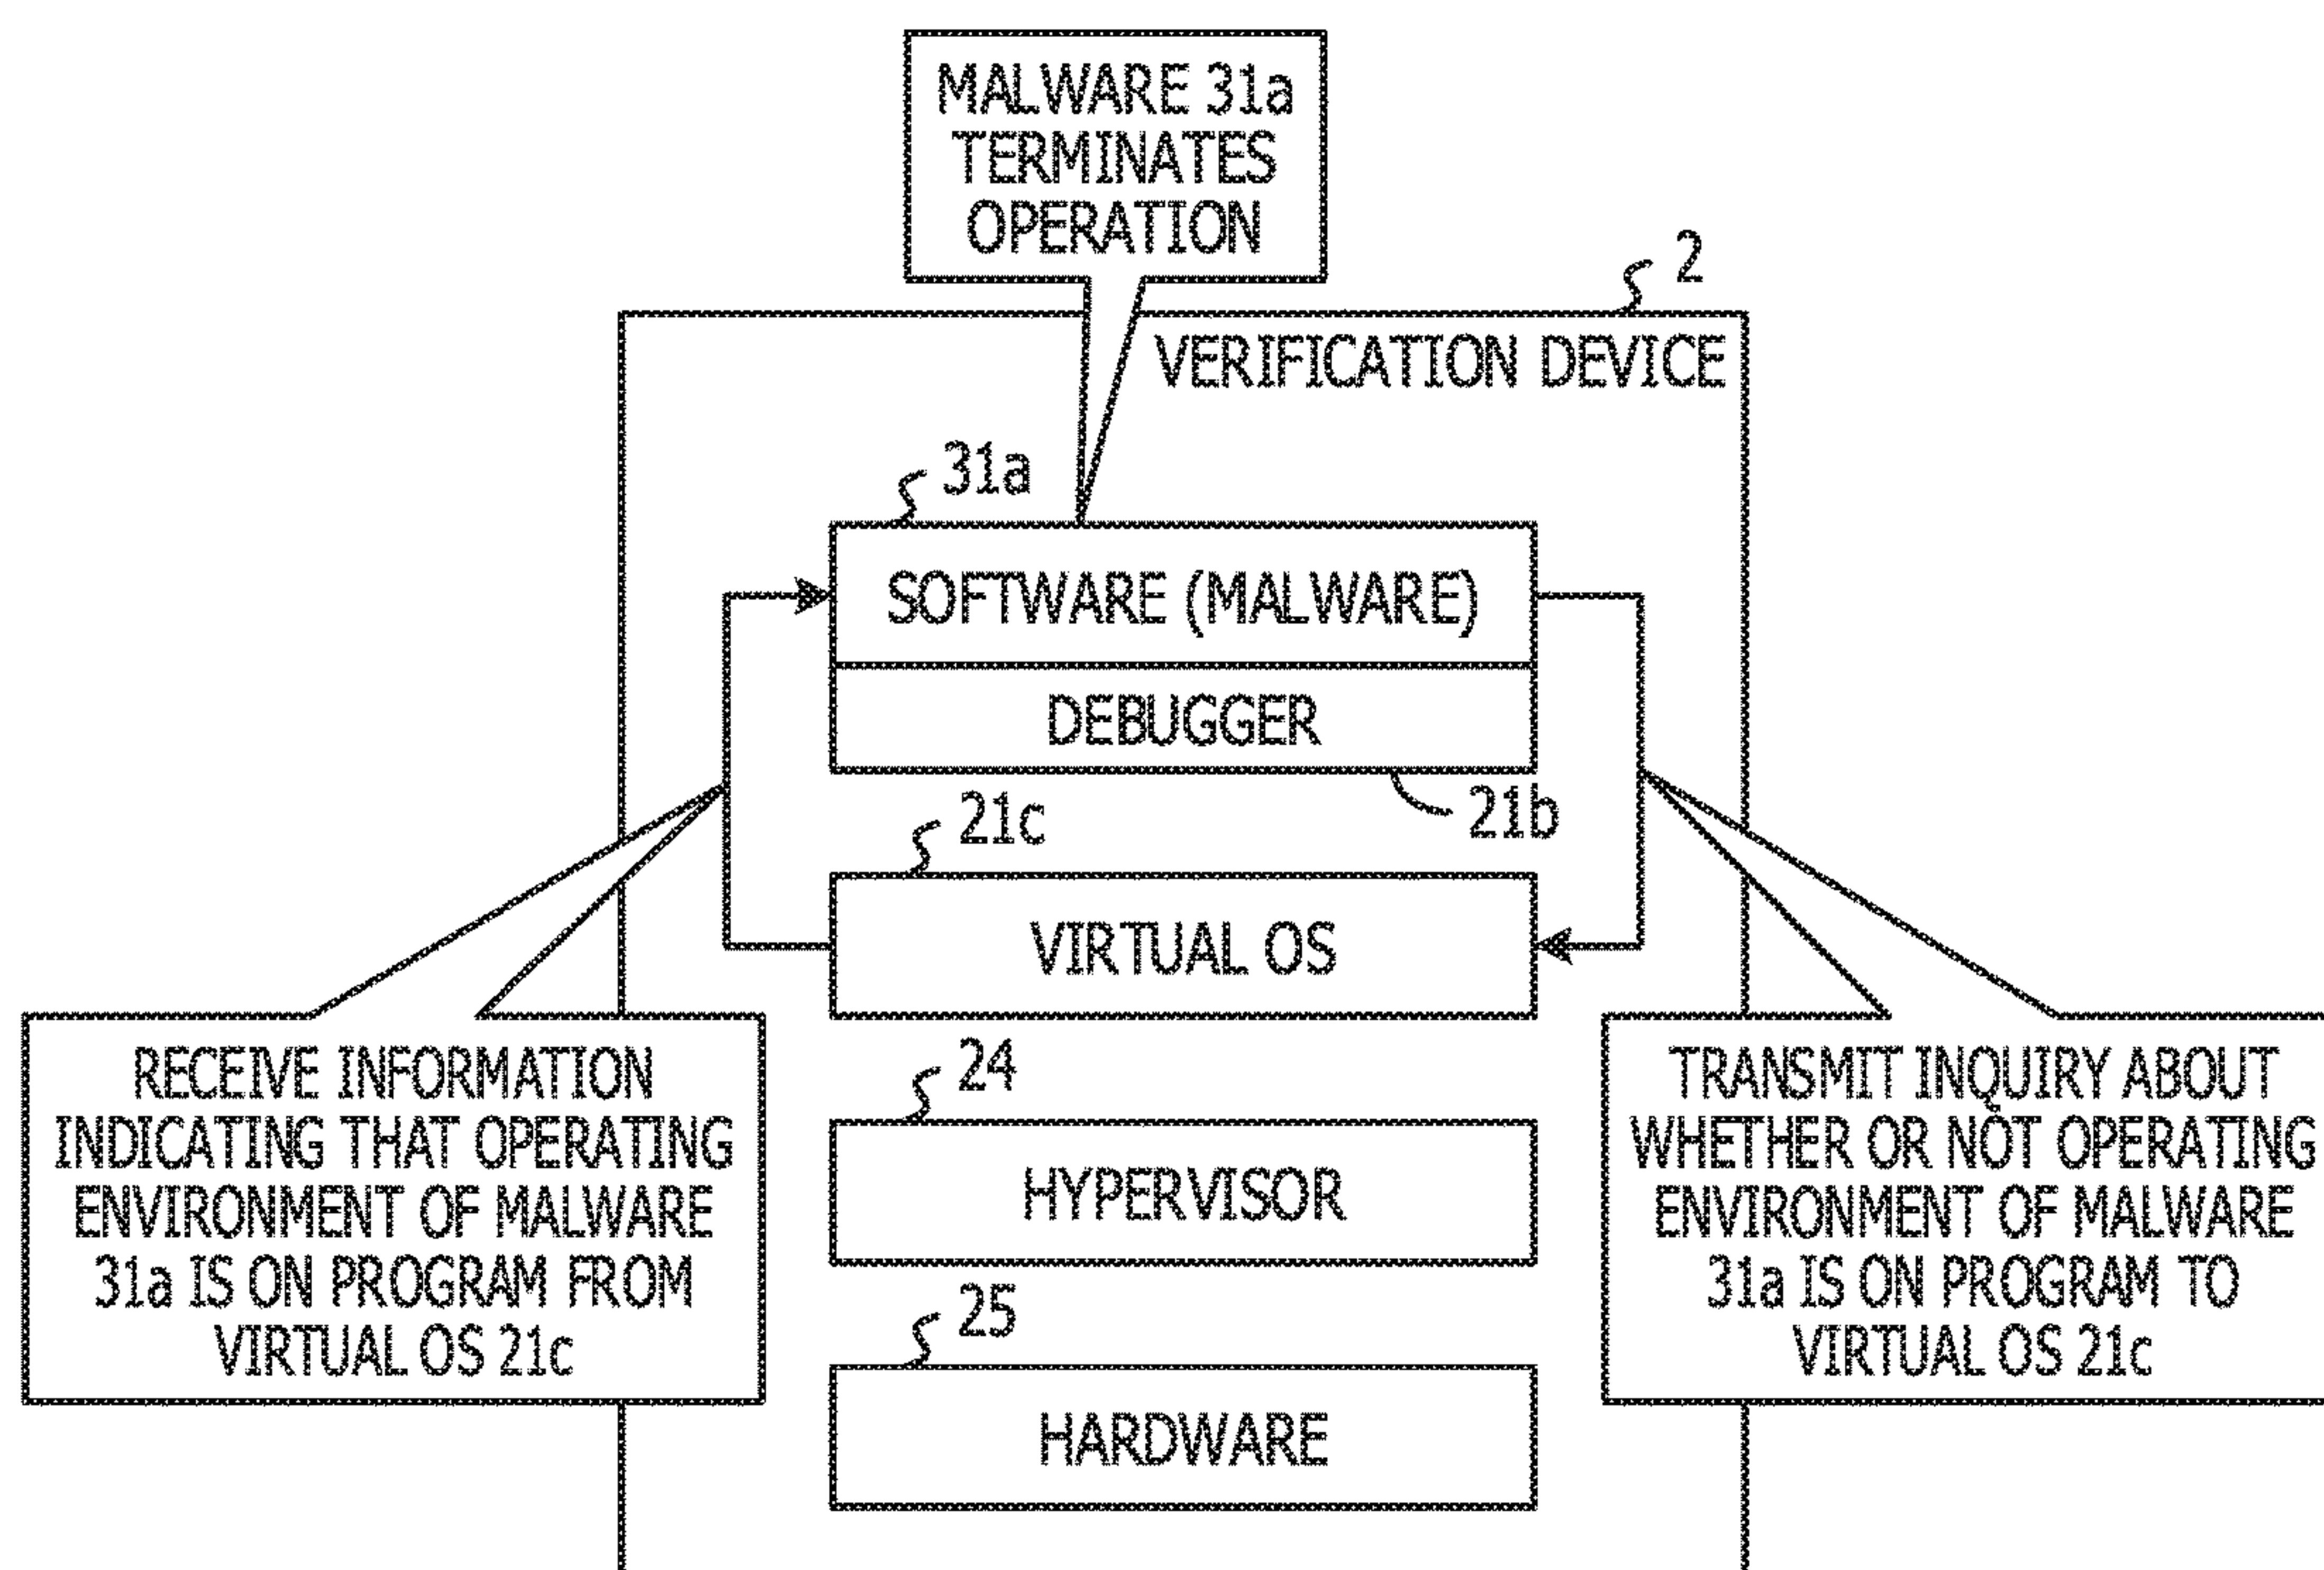 MALWARE 31a
TERMINATES
OPERATION
2
VERIFICATION DEVICE
31a
SOFTWARE (MALWARE)
DEBUGGER
21b
21c
VIRTUAL OS
RECEIVE INFORMATION
INDICATING THAT OPERATING
ENVIRONMENT OF MALWARE
31a IS ON PROGRAM FROM
VIRTUAL OS 21c
TRANSMIT INQUIRY ABOUT
WHETHER OR NOT OPERATING
ENVIRONMENT OF MALWARE
31a IS ON PROGRAM TO
VIRTUAL OS 21c
24
HYPERVISOR
25
HARDWARE